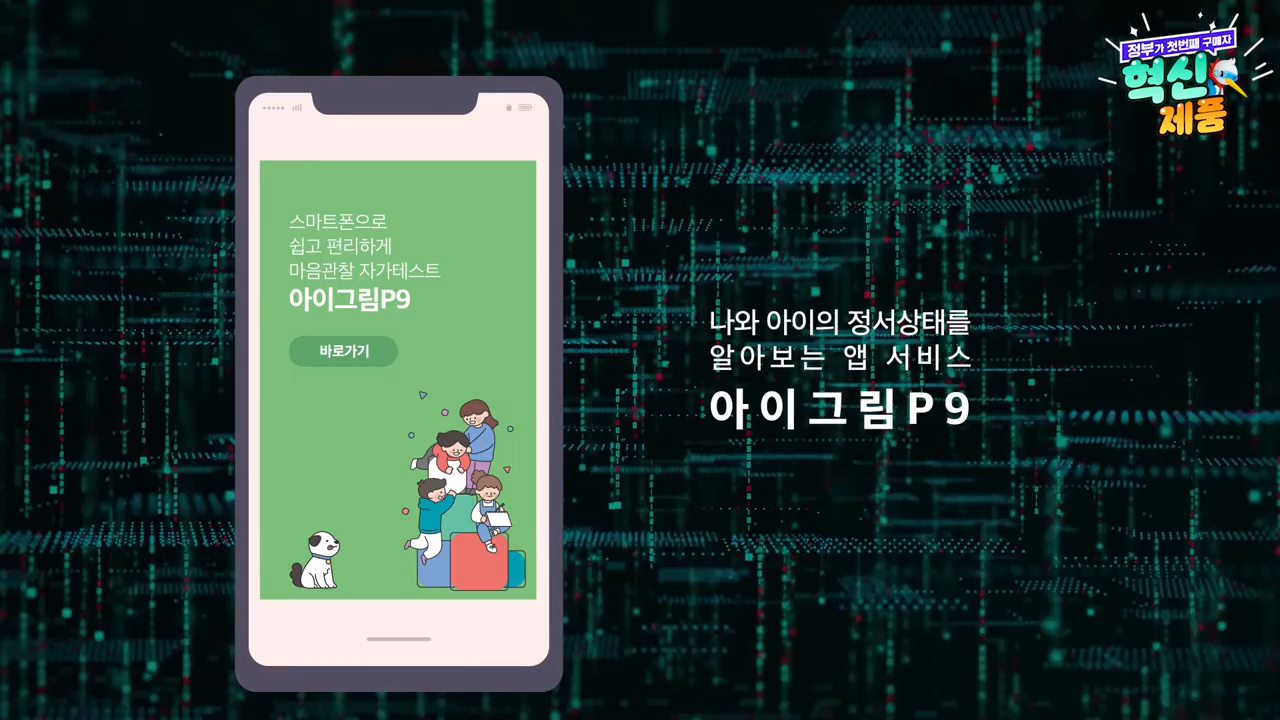 정부가 첫번째 구매자
혁신
제품
스마트폰으로
쉽고 편리하게
마음관찰 자가테스트
아이그림P9
바로가기
나와 아이의 정서상태를
알아보는 앱 서비스
아이그림P9